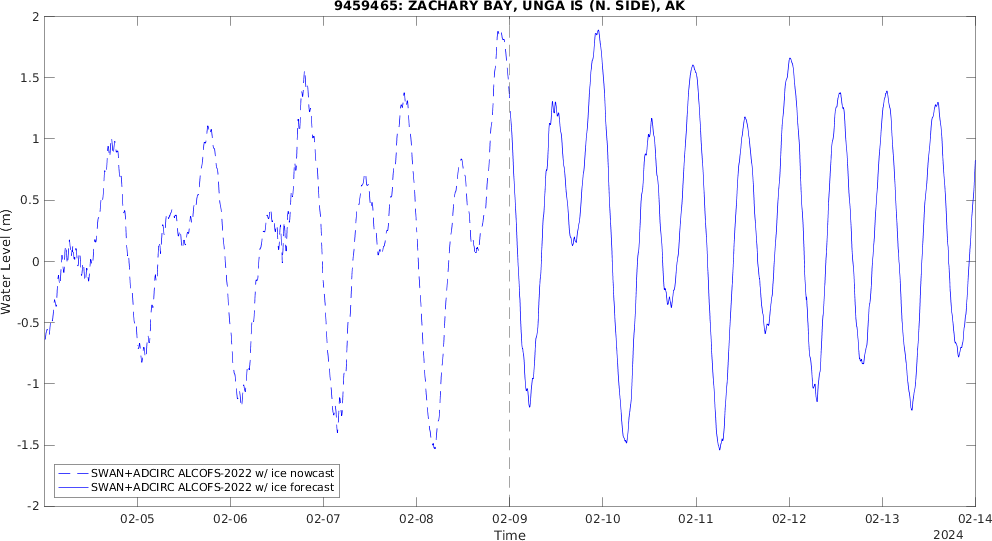 9459465: ZACHARY BAY, UNGA IS (N. SIDE), AK
2
1.5
1
0.5
0
-0.5
-1
-1.5
-2
Water Level (m)
SWAN+ADCIRC ALCOFS-2022 w/ ice nowcast
SWAN+ADCIRC ALCOFS-2022 w/ ice forecast
02-05 02-06 02-07 02-08 02-09 02-10 02-11 02-12 02-13 02-14
Time
2024